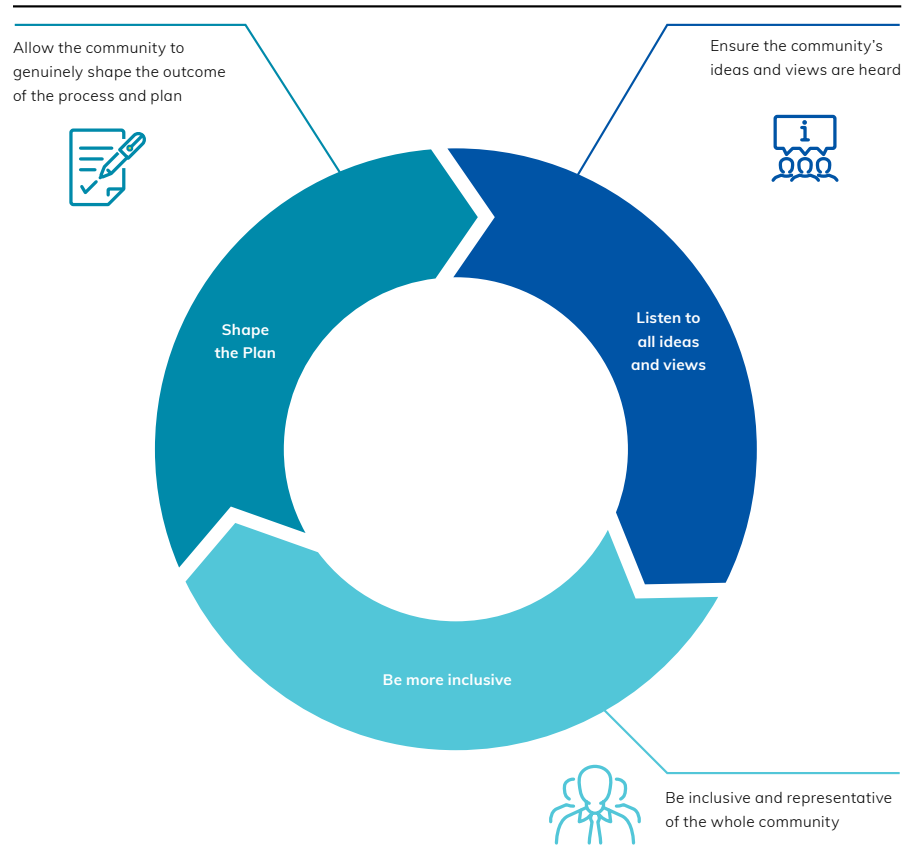 Allow the community to
genuinely shape the outcome
of the process and plan
Ensure the community’s
ideas and views are heard
i
Shape
the Plan
Listen to
all ideas
and views
Be more inclusive
Be inclusive and representative
of the whole community